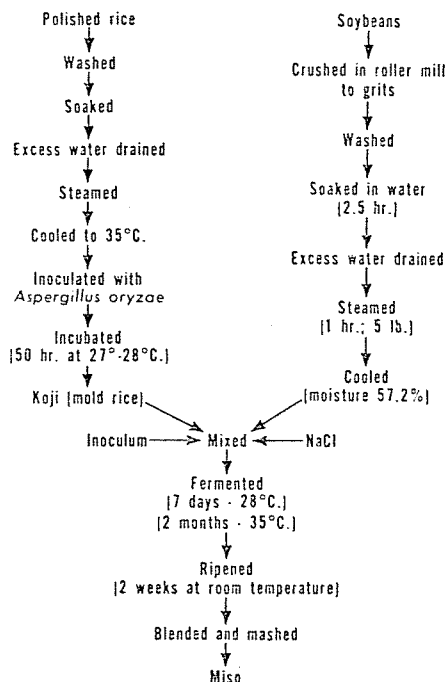 Polished rice
Washed
Soaked
Excess water drained
Steamed
Cooled to 35°C.
Inoculated with
Aspergillus oryzae
Incubated
[50 hr. at 27°-28°C.]
Koji [mold rice]
Soybeans
Crushed in roller mill
to grits
Washed
Soaked in water
[2.5 hr.]
Excess water drained
Steamed
[1 hr.; 5 lb.]
Cooled
[moisture 57.2%]
Inoculum Mixed NaCl
Fermented
[7 days - 28°C.]
[2 months - 35°C.]
Ripened
[2 weeks at room temperature]
Blended and mashed
Miso